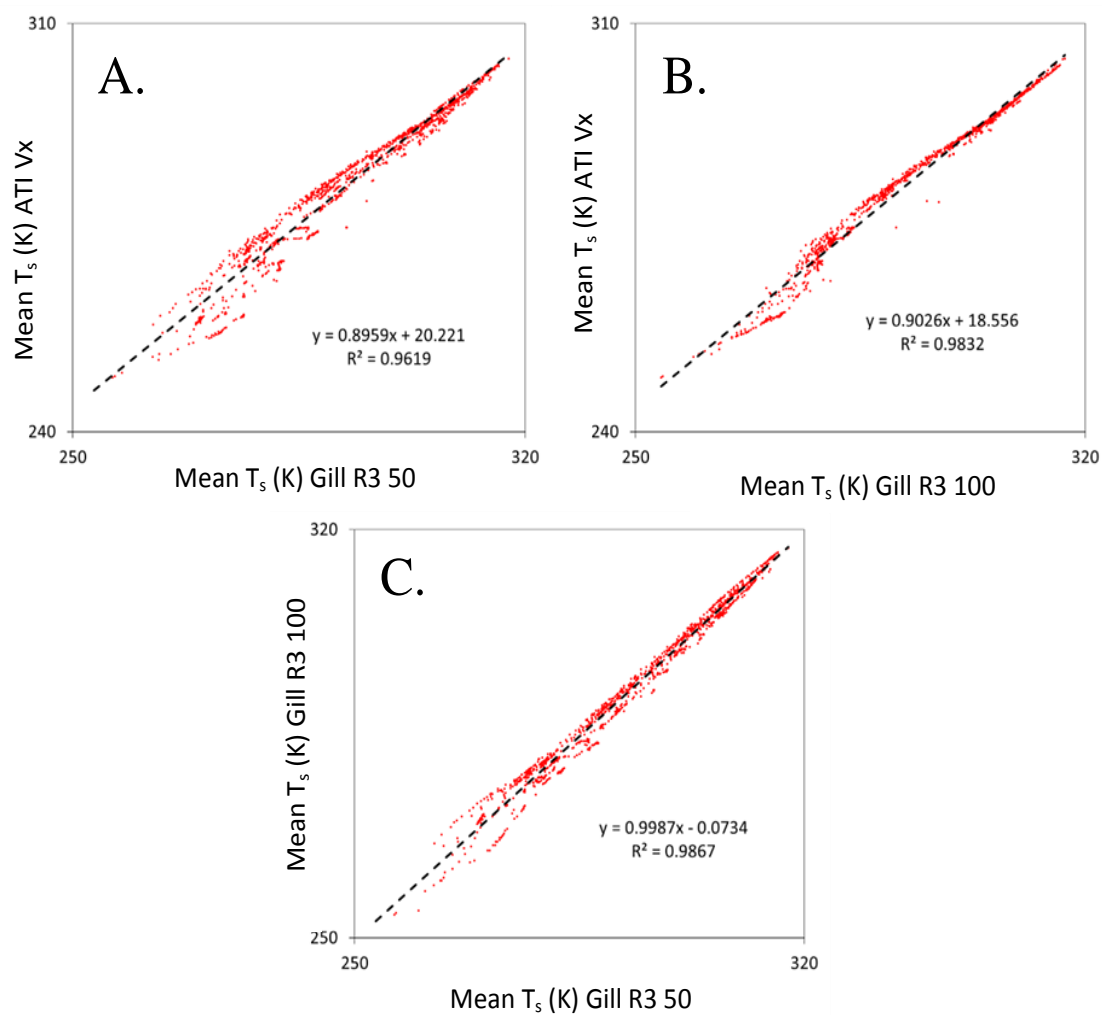 310
A.
Mean Ts (K) ATI Vx
y = 0.8959x + 20.221
R² = 0.9619
240
250
320
Mean Ts (K) Gill R3 50
310
B.
Mean Ts (K) ATI Vx
y = 0.9026x + 18.556
R² = 0.9832
240
250
320
Mean Ts (K) Gill R3 100
320
C.
Mean Ts (K) Gill R3 100
y = 0.9987x - 0.0734
R² = 0.9867
250
250
320
Mean Ts (K) Gill R3 50